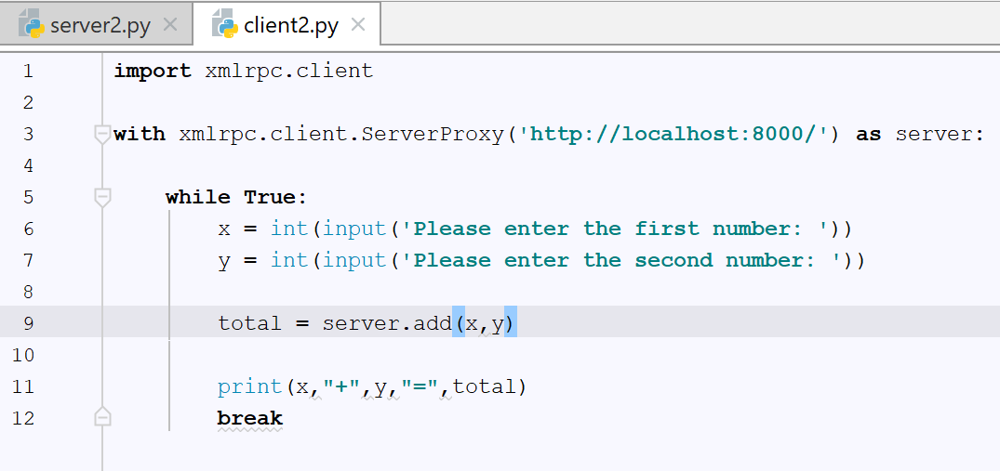 server2.py client2.py
1 import xmlrpc.client
2
3 with xmlrpc.client.ServerProxy('http://localhost:8000/') as server:
4
5 while True:
6 x = int(input('Please enter the first number: '))
7 y = int(input('Please enter the second number: '))
8
9 total = server.add(x,y)
10
11 print(x,"+",y,"=",total)
12 break